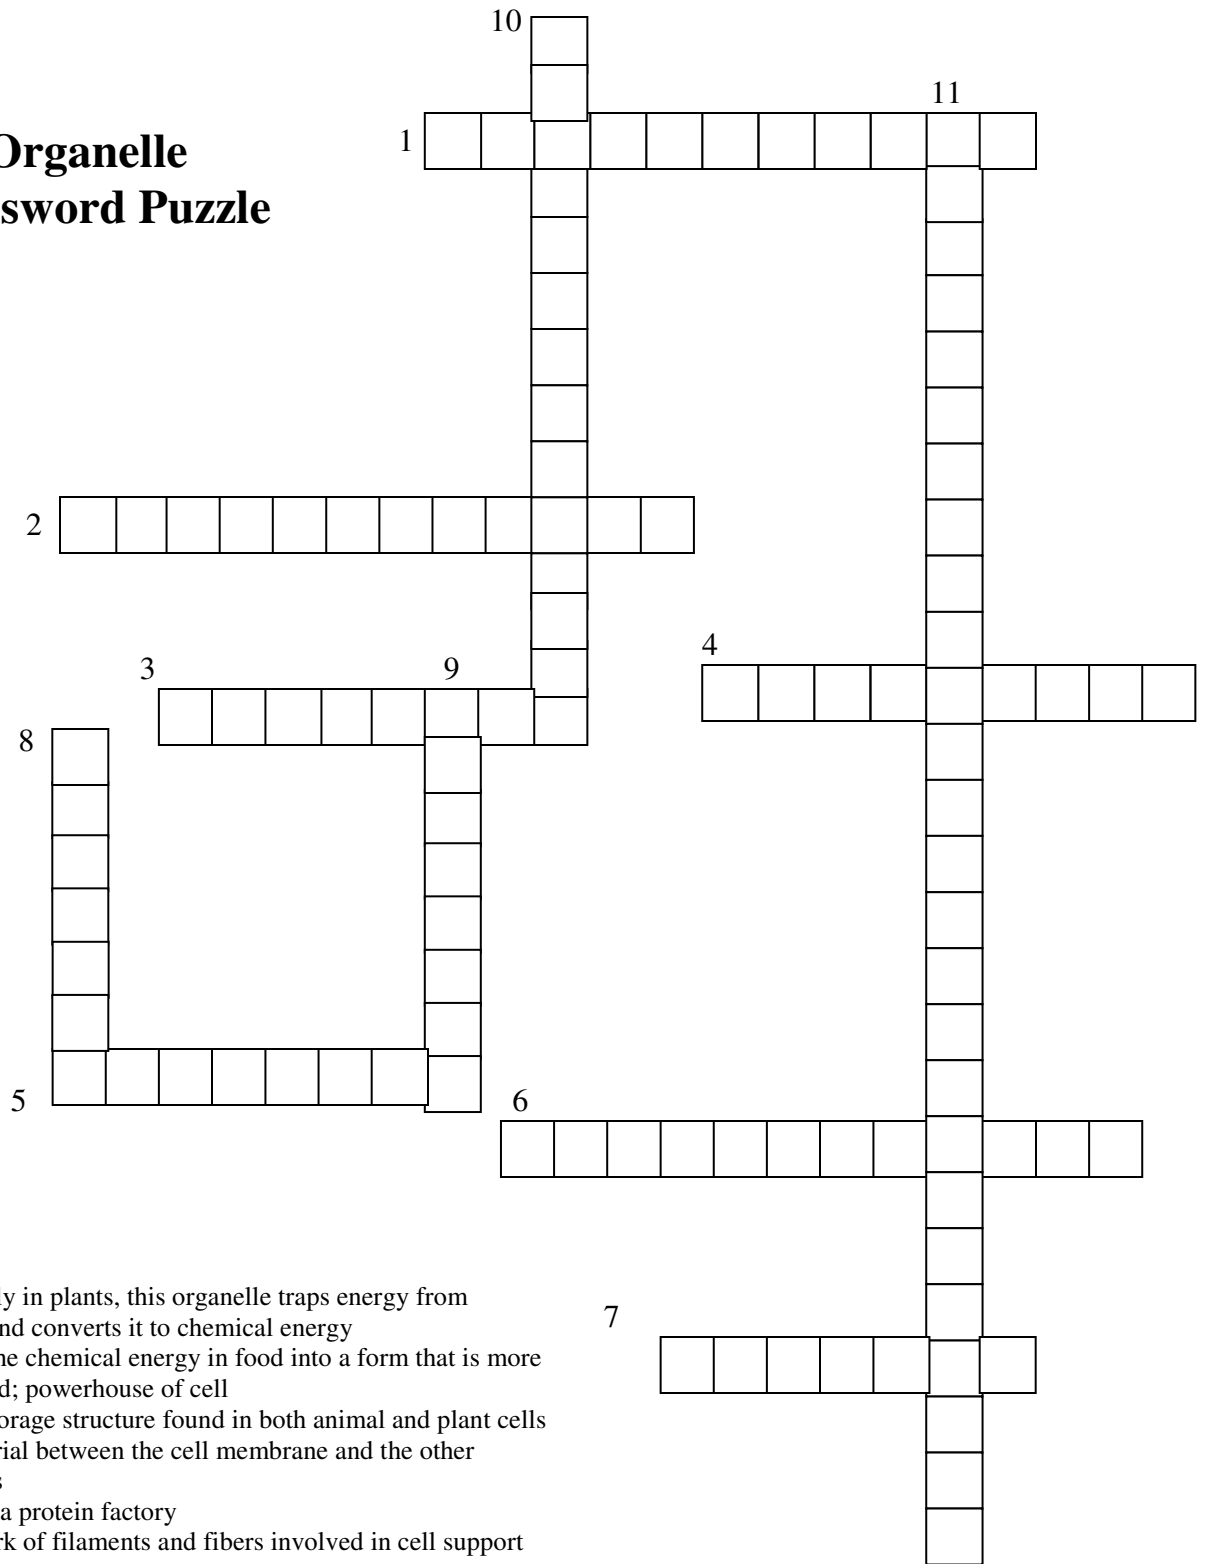 10
11
1
Organelle
sword Puzzle
2
4
3 9
8
5
6
ly in plants, this organelle traps energy from
nd converts it to chemical energy
7
he chemical energy in food into a form that is more
d; powerhouse of cell
orage structure found in both animal and plant cells
rial between the cell membrane and the other
s
a protein factory
rk of filaments and fibers involved in cell support